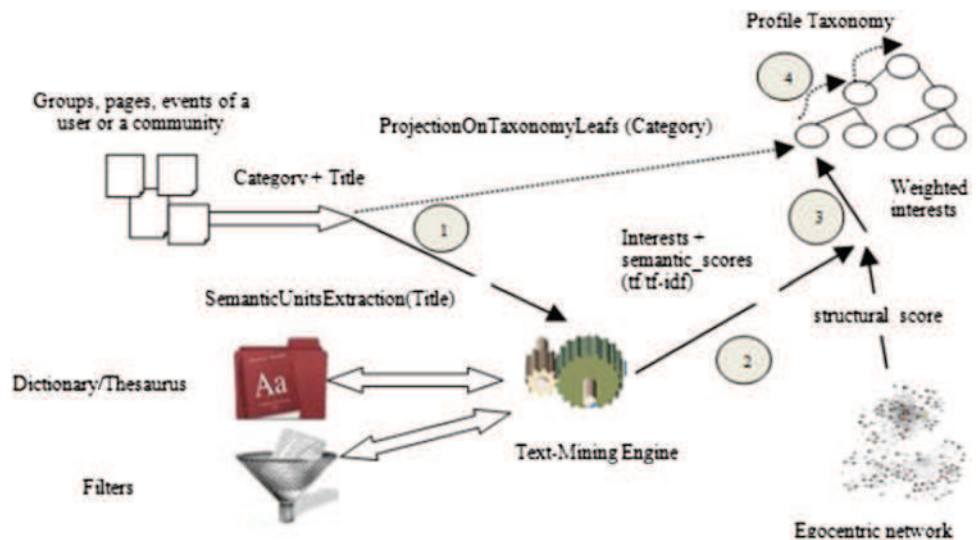 Profile Taxonomy
4
Groups, pages, events of a
user or a community
ProjectionOnTaxonomyLeafs (Category)
Category + Title
1
Weighted
interests
3
Interests +
semantic_scores
(tf/tf-idf)
SemanticUnitsExtraction(Title)
structural_score
2
Dictionary/Thesaurus
Aa
Text-Mining Engine
Filters
Egocentric network